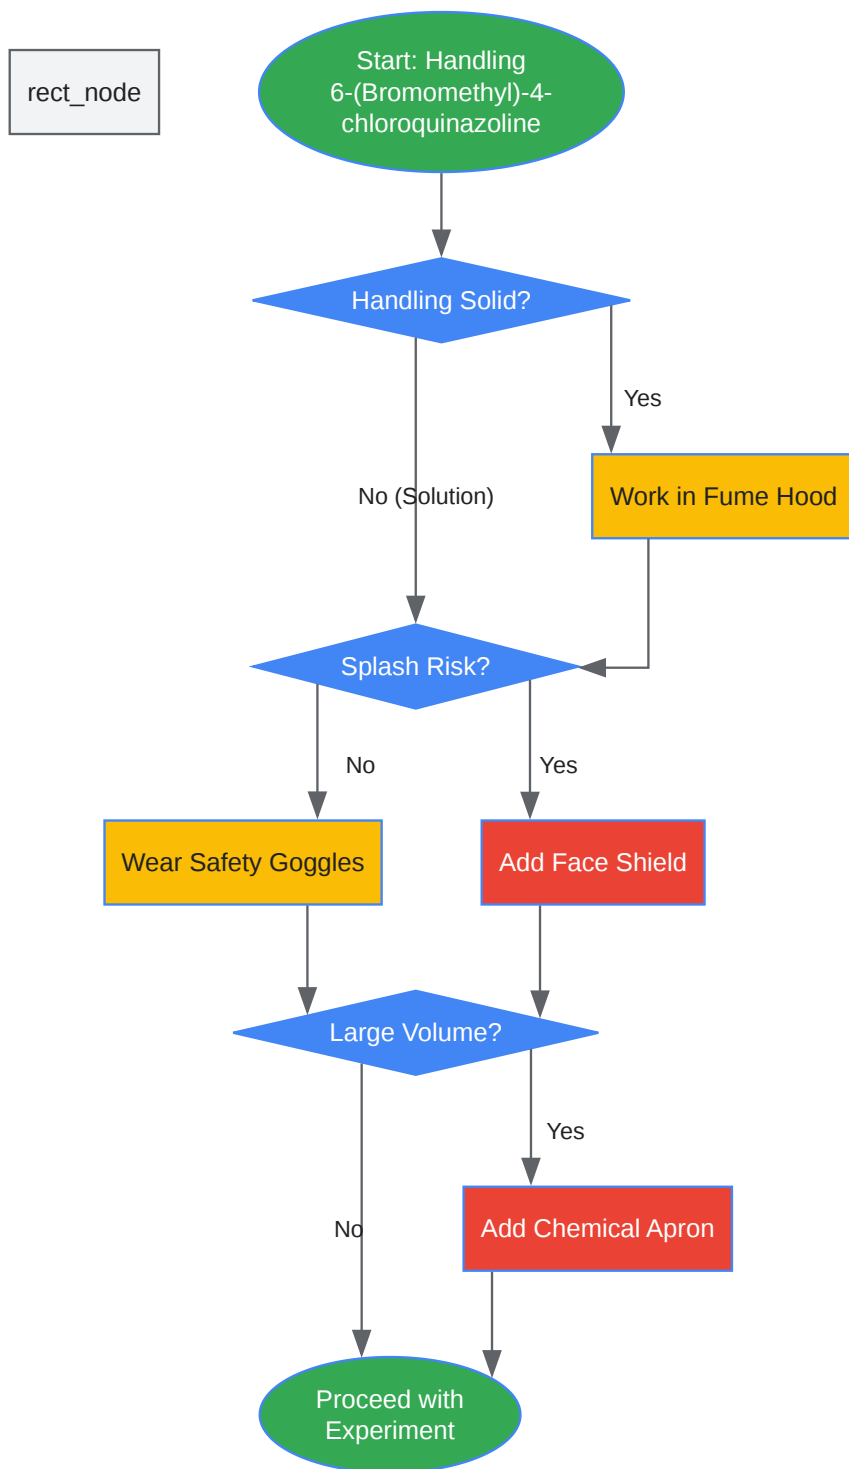 rect_node
Start: Handling
6-(Bromomethyl)-4-
chloroquinazoline
Handling Solid?
Yes
No (Solution)
Work in Fume Hood
Splash Risk?
No
Yes
Wear Safety Goggles
Add Face Shield
Large Volume?
Yes
No
Add Chemical Apron
Proceed with
Experiment